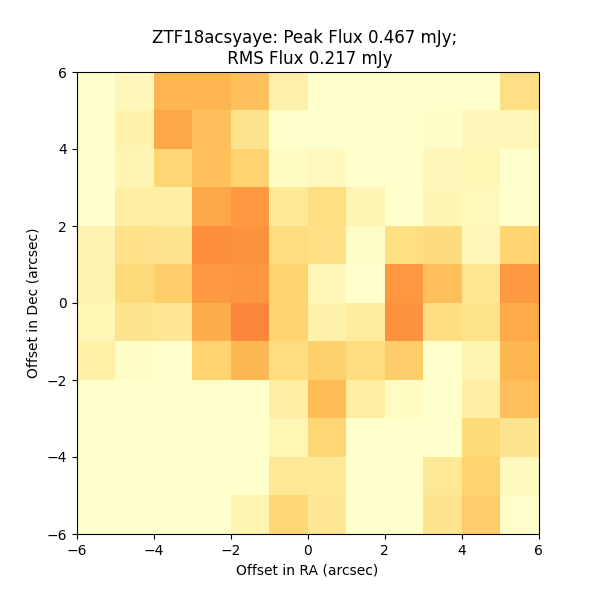 ZTF18acsyaye: Peak Flux 0.467 mJy;
RMS Flux 0.217 mJy
6
4
2
0
−2
−4
−6
Offset in Dec (arcsec)
−6 −4 −2 0 2 4 6
Offset in RA (arcsec)